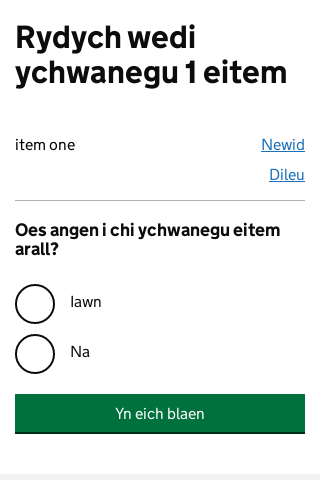 Rydych wedi
ychwanegu 1 eitem
item one
Newid
Dileu
Oes angen i chi ychwanegu eitem
arall?
Iawn
Na
Yn eich blaen